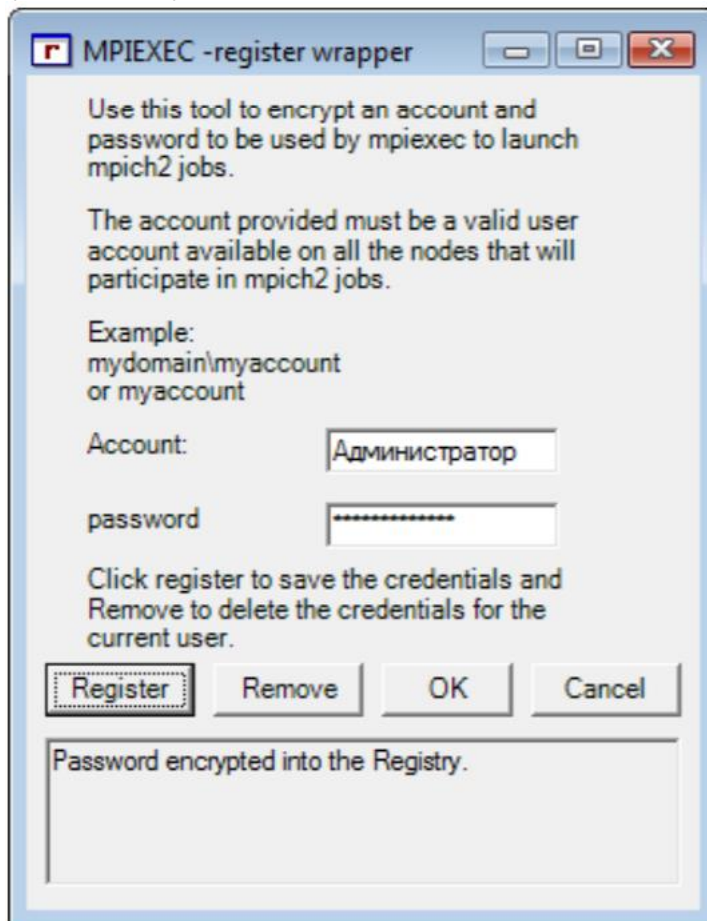 MPIEXEC -register wrapper
Use this tool to encrypt an account and
password to be used by mpiexec to launch
mpich2 jobs.
The account provided must be a valid user
account available on all the nodes that will
participate in mpich2 jobs.
Example:
mydomain\myaccount
or myaccount
Account: Администратор
password *************
Click register to save the credentials and
Remove to delete the credentials for the
current user.
Register Remove OK Cancel
Password encrypted into the Registry.